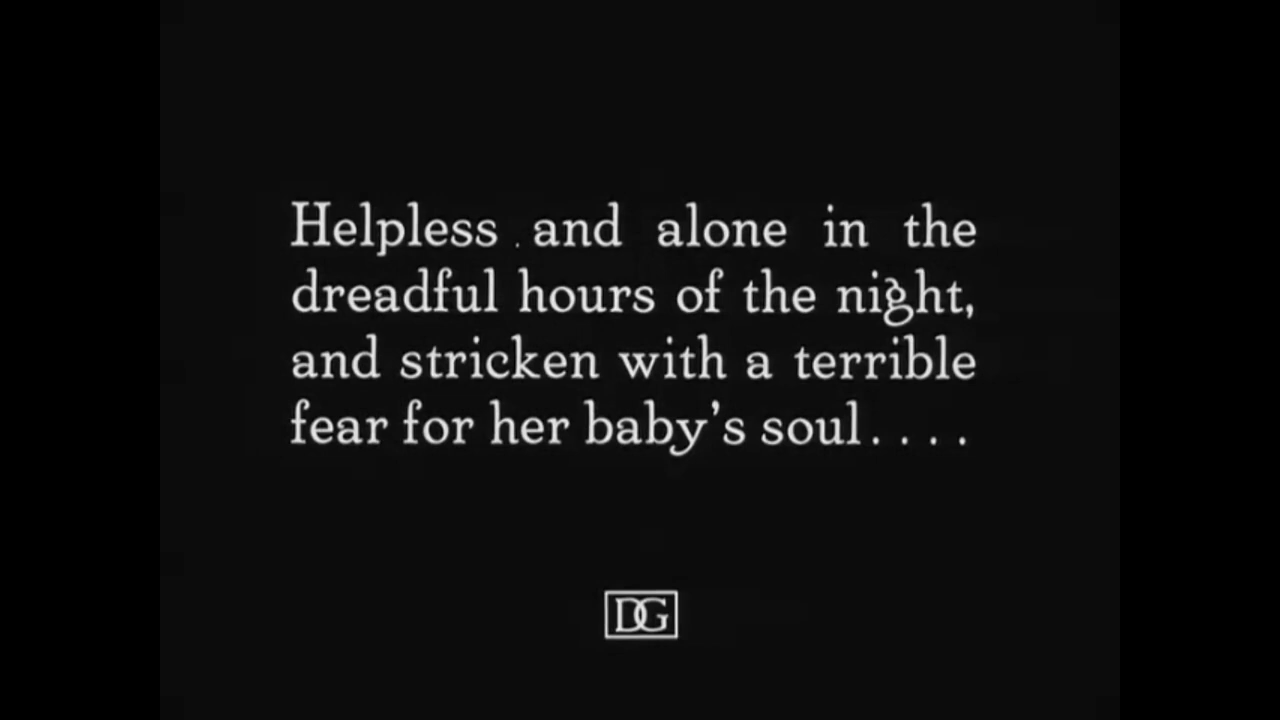 Helpless and alone in the
dreadful hours of the night,
and stricken with a terrible
fear for her baby’s soul....
DG